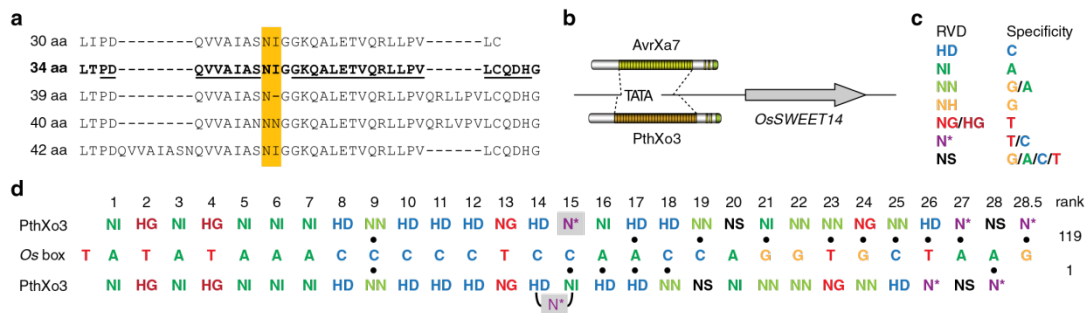 a
30 aa LIPD--------QVVAIASNIGGKQALETVQRLLPV------LC
34 aa LTPD--------QVVAIASNIGGKQALETVQRLLPV------LCQDHG
39 aa LTPD--------QVVAIASN-GGKQALETVQRLLPVQRLLPVLCQDHG
40 aa LTPD--------QVVAIASNNGGKQALETVQRLLPVQRLVPVLCQDHG
42 aa LTPDQVVAIASNQVVAIASNIGGKQALETVQRLLPV------LCQDHG
b
AvrXa7
TATA
OsSWEET14
PthXo3
c
RVD Specificity
HD C
NI A
NN G/A
NH G
NG/HG T
N* T/C
NS G/A/C/T
d
1 2 3 4 5 6 7 8 9 10 11 12 13 14 15 16 17 18 19 20 21 22 23 24 25 26 27 28 28.5 rank
PthXo3 NI HG NI HG NI NI NI HD NN HD HD HD NG HD N* NI HD HD NN NS NI NN NN NG NN HD N* NS N*
119
Os box T A T A T A A A C C C C C T C C A A C C A G G T G C T A A G
1
PthXo3 NI HG NI HG NI NI NI HD NN HD HD HD NG HD NI HD HD NN NS NI NN NN NG NN HD N* NS N*
N*